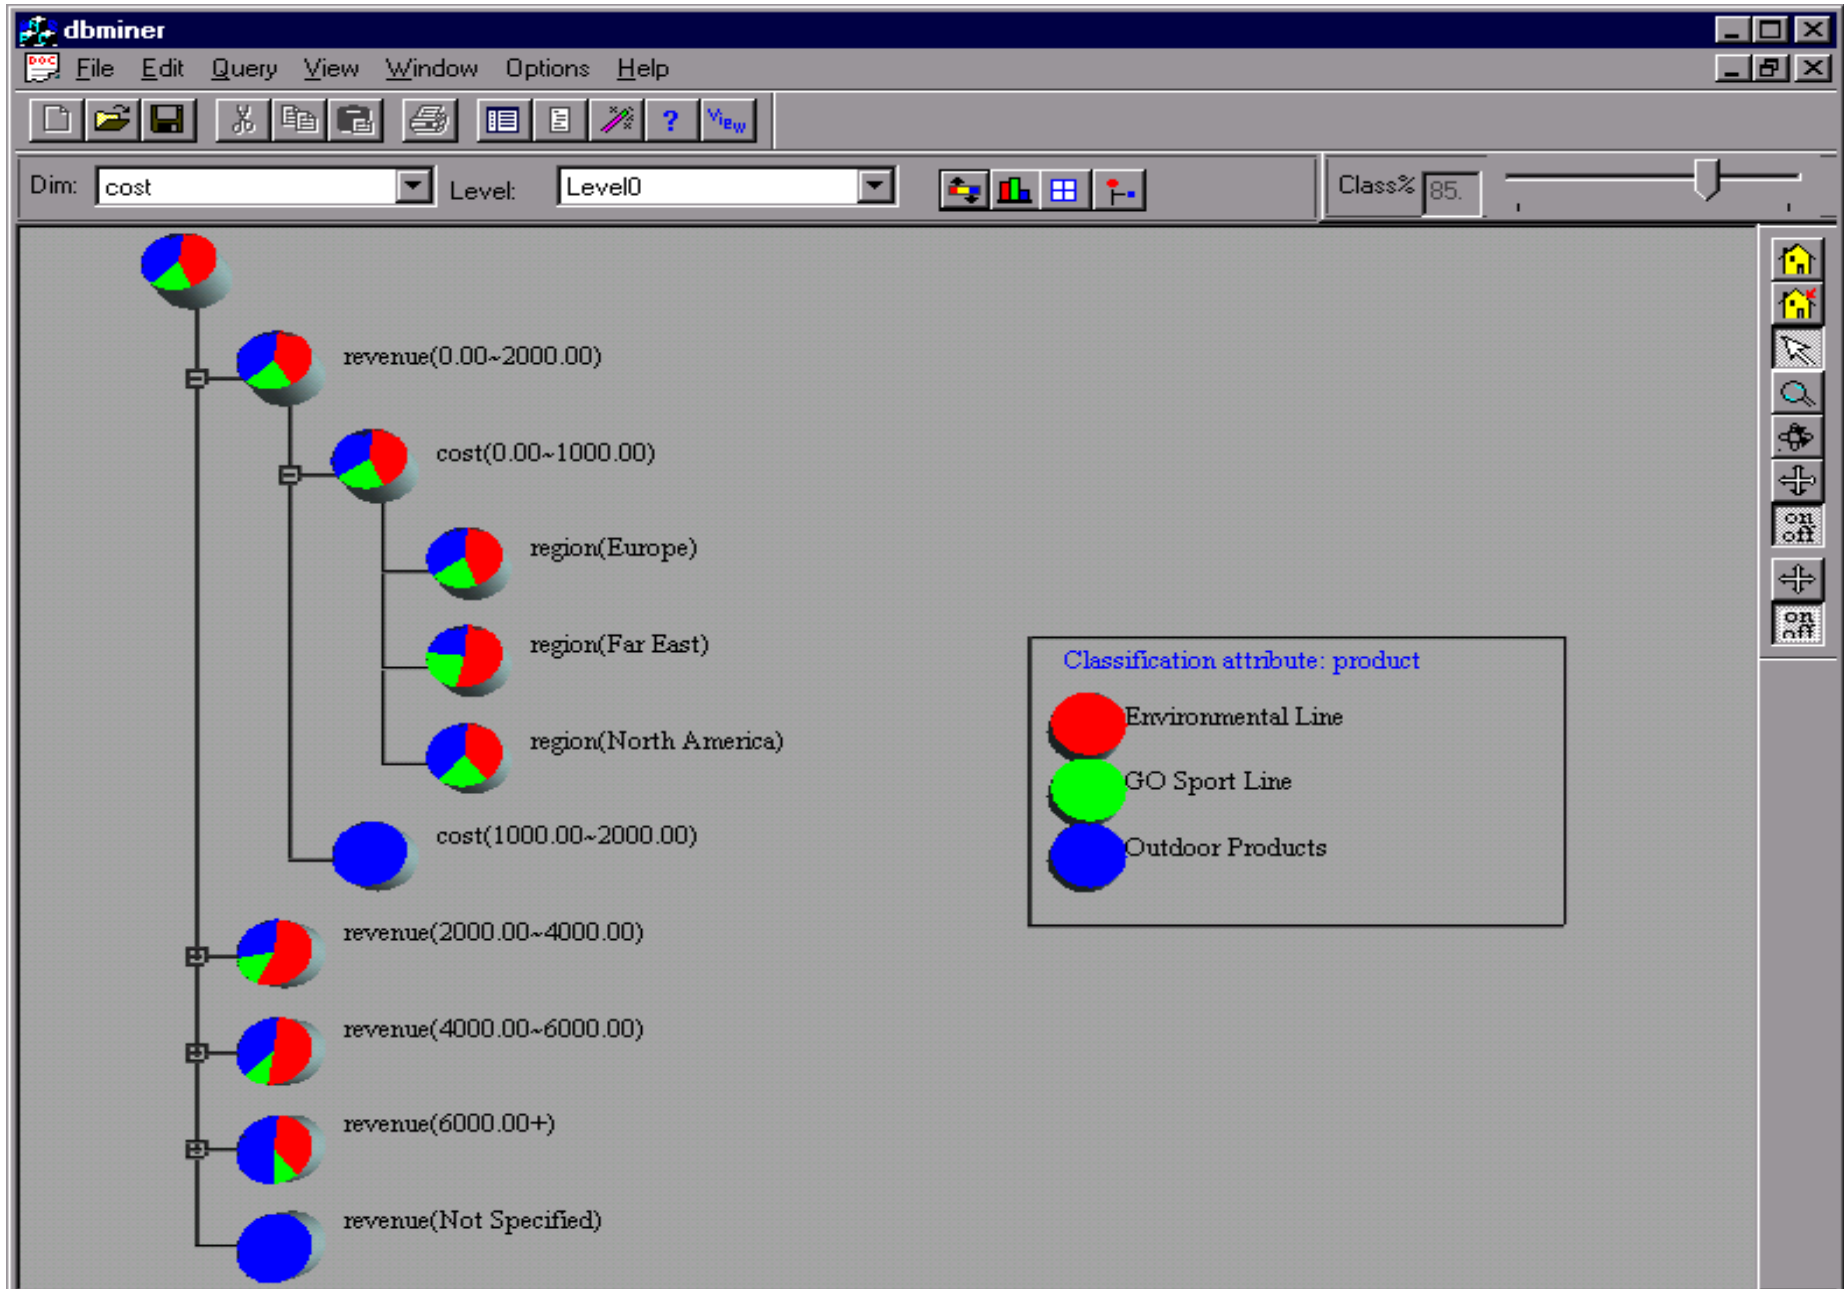 dbminer
DOC File Edit Query View Window Options Help
? View
Dim: cost Level: Level0 Class% 85.
revenue(0.00~2000.00)
cost(0.00~1000.00)
region(Europe)
on
off
region(Far East)
on
off
region(North America)
Classification attribute: product
Environmental Line
GO Sport Line
Outdoor Products
cost(1000.00~2000.00)
revenue(2000.00~4000.00)
revenue(4000.00~6000.00)
revenue(6000.00+)
revenue(Not Specified)